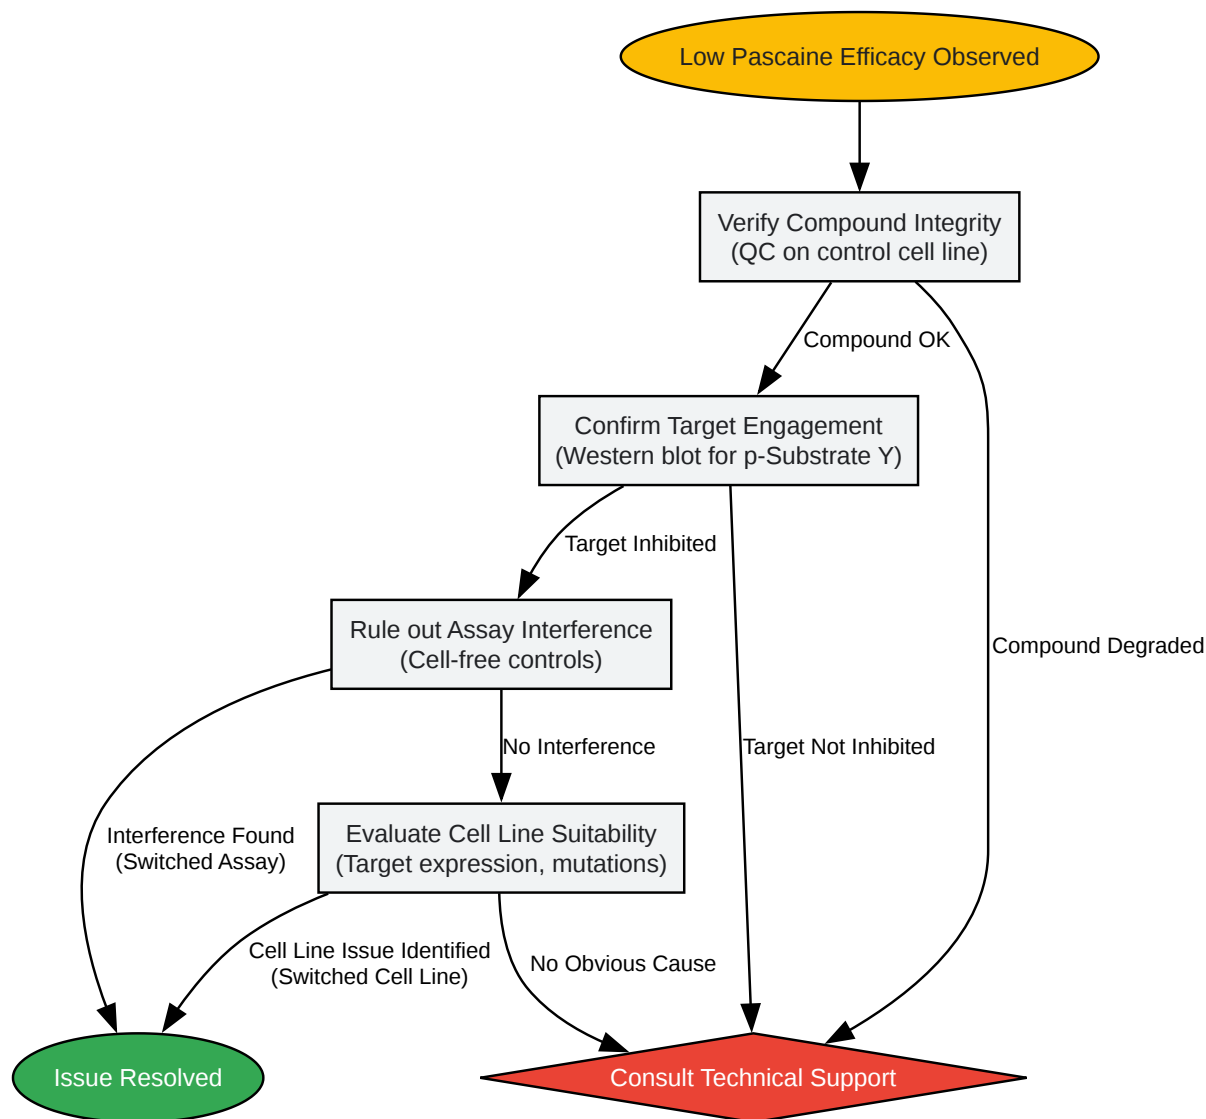 Low Pascaine Efficacy Observed
Verify Compound Integrity
(QC on control cell line)
Compound OK
Confirm Target Engagement
(Western blot for p-Substrate Y)
Target Inhibited
Rule out Assay Interference
(Cell-free controls)
Compound Degraded
No Interference
Target Not Inhibited
Interference Found
(Switched Assay)
Evaluate Cell Line Suitability
(Target expression, mutations)
Cell Line Issue Identified
(Switched Cell Line)
No Obvious Cause
Issue Resolved
Consult Technical Support